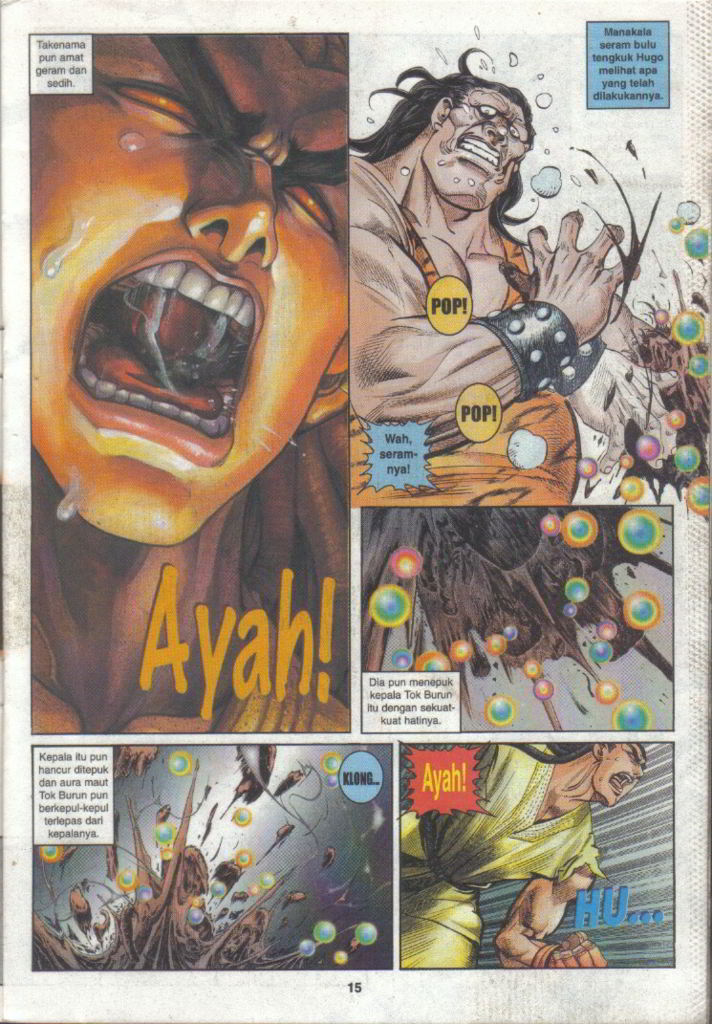 Takenama
pun amat
geram dan
sedih.
Manakala
seram bulu
tengkuk Hugo
melihat apa
yang telah
dilakukannya.
POP!
POP!
Wah,
seram-
nya!
Ayah!
Dia pun menepuk
kepala Tok Burun
itu dengan sekuat-
kuat hatinya.
Kepala itu pun
hancur ditepuk
dan aura maut
Tok Burun pun
berkepul-kepul
terlepas dari
kepalanya.
KLONG...
Ayah!
HU...
15